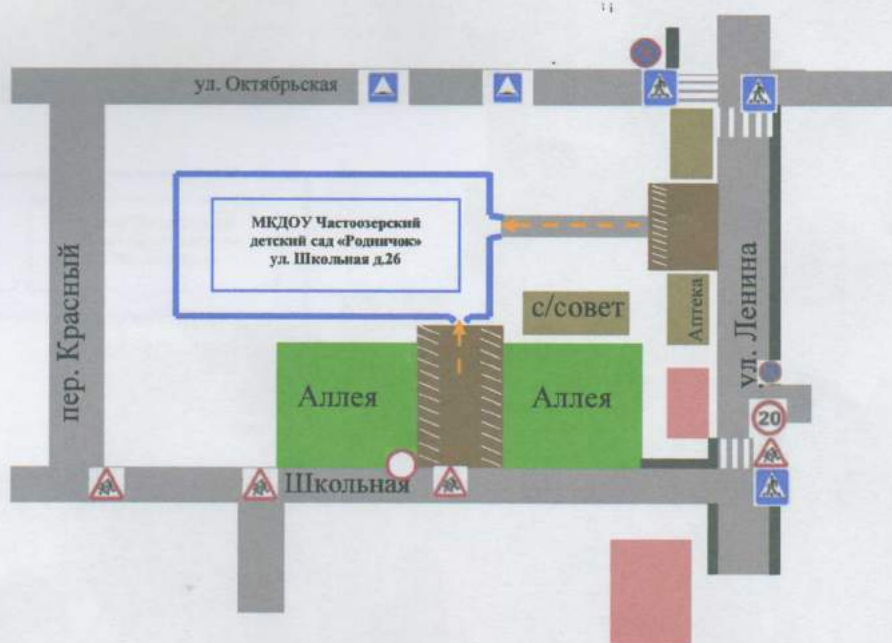 ул. Октябрьская
МКДОУ Частоозерский
детский сад «Родничок»
ул. Школьная д.26
пер. Красный
с/совет
Аптека
ул. Ленина
Аллея
Аллея
20
Школьная